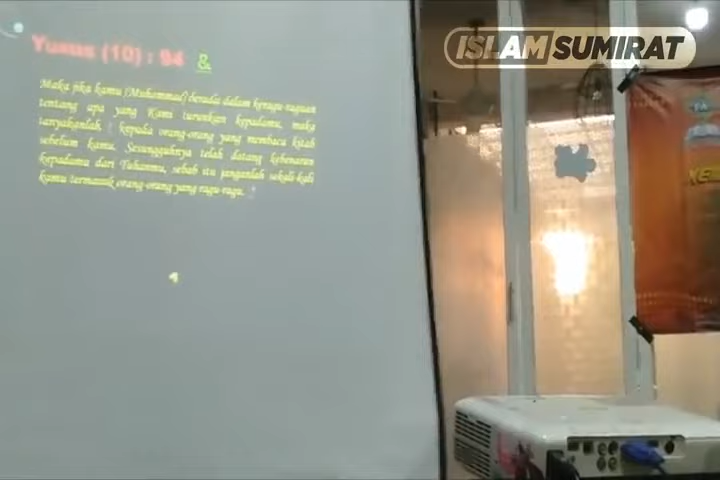 ISLAM SUMIRAT
Yunus (10) : 94 &
Maka jika kamu (Muhammad) berada dalam keragu-raguan
tentang apa yang Kami turunkan kepadamu, maka
tanyakanlah kepada orang-orang yang membaca kitab
sebelum kamu. Sesungguhnya telah datang kebenaran
kepadamu dari Tuhanmu, sebab itu janganlah sekali-kali
kamu termasuk orang-orang yang ragu-ragu.